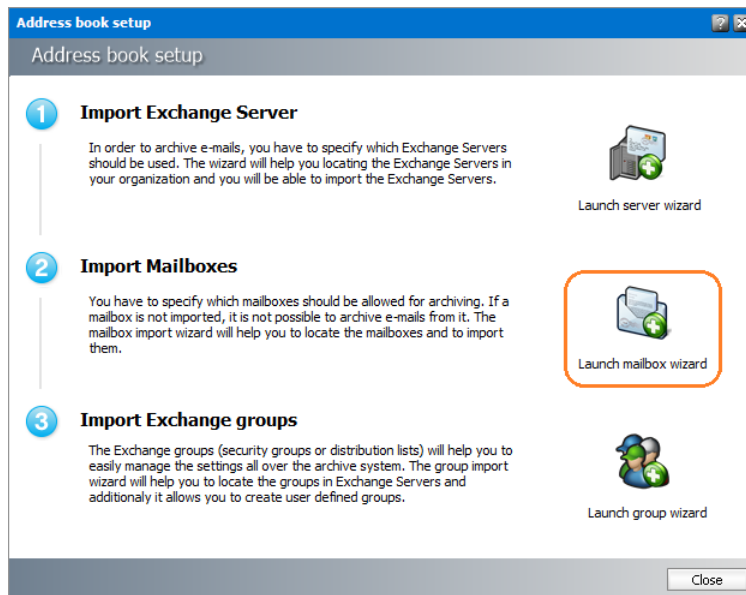 Address book setup
Address book setup
1
Import Exchange Server
In order to archive e-mails, you have to specify which Exchange Servers
should be used. The wizard will help you locating the Exchange Servers in
your organization and you will be able to import the Exchange Servers.
Launch server wizard
2
Import Mailboxes
You have to specify which mailboxes should be allowed for archiving. If a
mailbox is not imported, it is not possible to archive e-mails from it. The
mailbox import wizard will help you to locate the mailboxes and to import
them.
Launch mailbox wizard
3
Import Exchange groups
The Exchange groups (security groups or distribution lists) will help you to
easily manage the settings all over the archive system. The group import
wizard will help you to locate the groups in Exchange Servers and
additionaly it allows you to create user defined groups.
Launch group wizard
Close